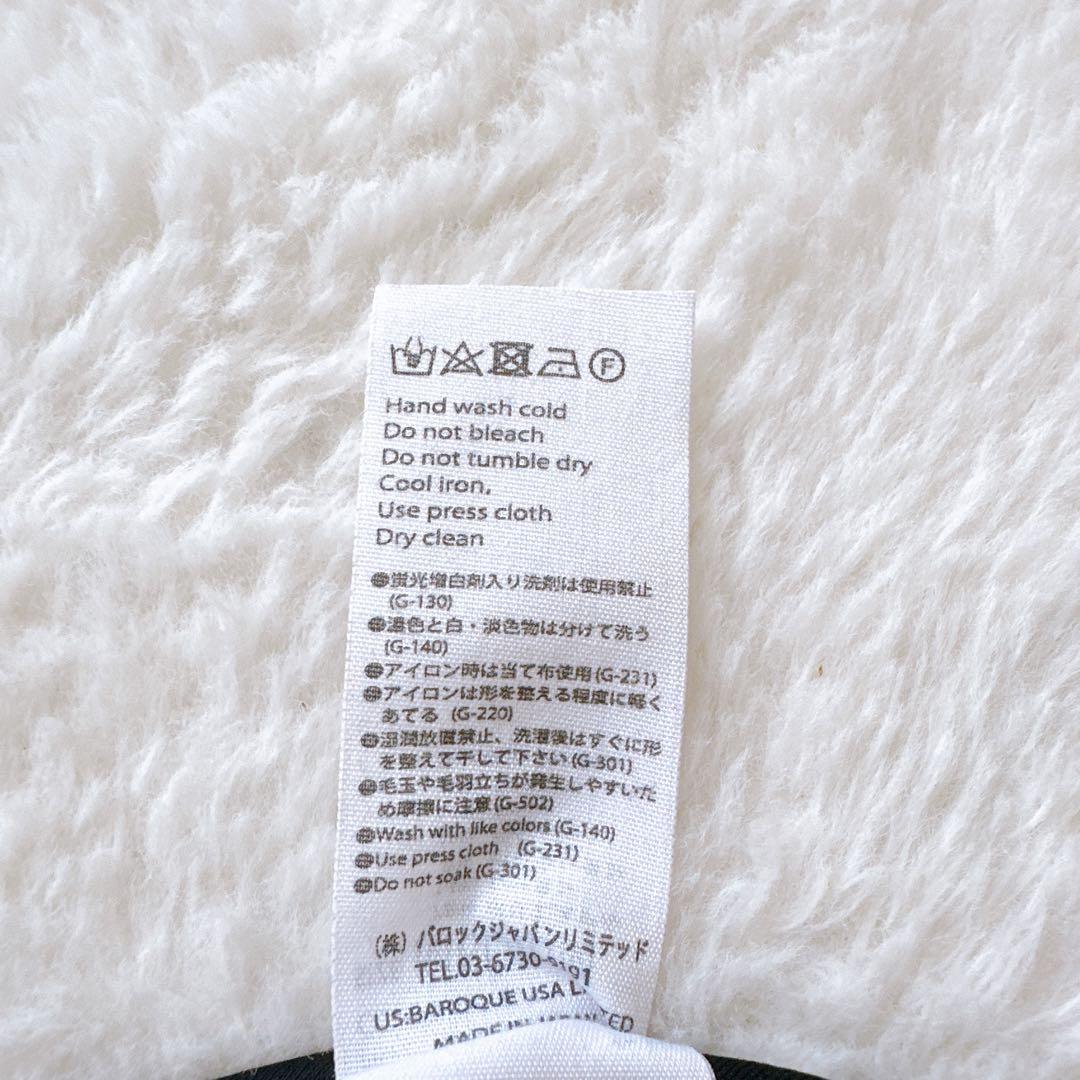 F
Hand wash cold
Do not bleach
Do not tumble dry
Cool iron,
Use press cloth
Dry clean
●蛍光増白剤入り洗剤は使用禁止
(G-130)
●濃色と白・淡色物は分けて洗う
(G-140)
●アイロン時は当て布使用(G-231)
●アイロンは形を整える程度に軽く
あてる (G-220)
●湿潤放置禁止、洗濯後はすぐに形
を整えて干して下さい(G-301)
●毛玉や毛羽立ちが発生しやすいた
め摩擦に注意(G-502)
●Wash with like colors (G-140)
●Use press cloth (G-231)
●Do not soak (G-301)
(株) バロックジャパンリミテッド
TEL.03-6730-9191
US:BAROQUE USA
MADE IN